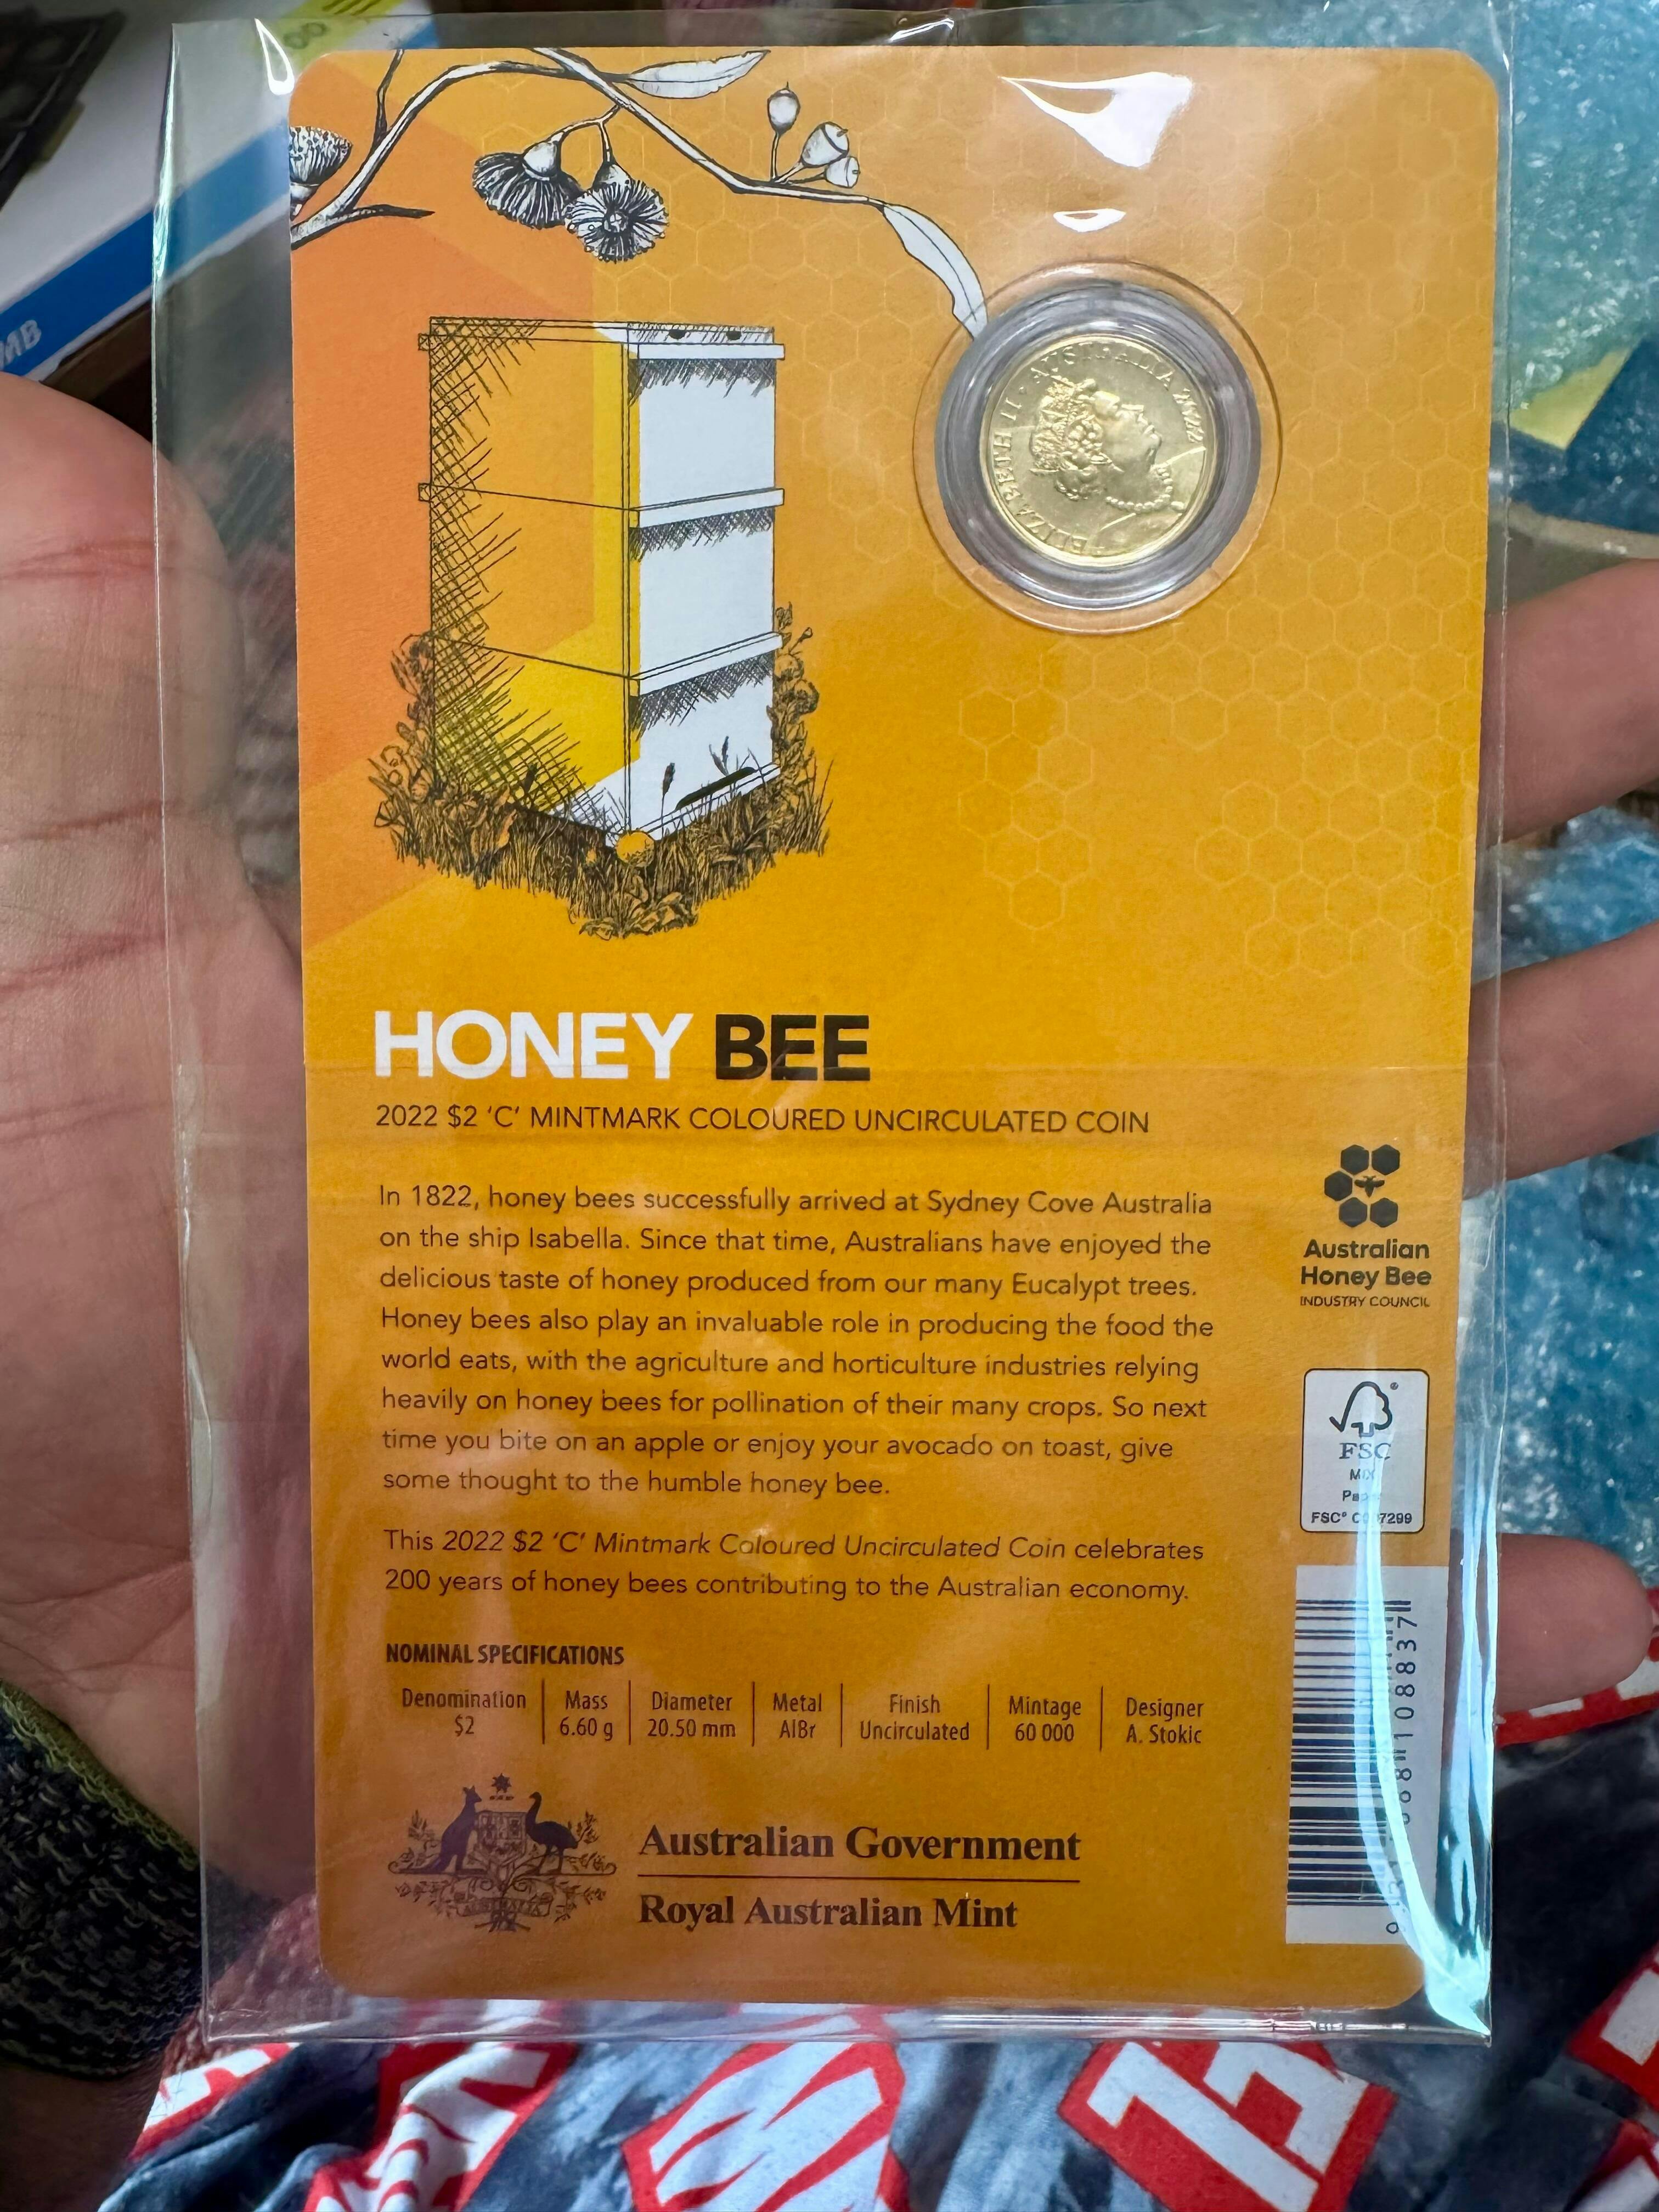 00
MB
ELIZABETH II · AUSTRALIA 2022
HONEY BEE
2022 $2 'C' MINTMARK COLOURED UNCIRCULATED COIN
In 1822, honey bees successfully arrived at Sydney Cove Australia
on the ship Isabella. Since that time, Australians have enjoyed the
delicious taste of honey produced from our many Eucalypt trees.
Honey bees also play an invaluable role in producing the food the
world eats, with the agriculture and horticulture industries relying
heavily on honey bees for pollination of their many crops. So next
time you bite on an apple or enjoy your avocado on toast, give
some thought to the humble honey bee.
This 2022 $2 'C' Mintmark Coloured Uncirculated Coin celebrates
200 years of honey bees contributing to the Australian economy.
NOMINAL SPECIFICATIONS
Denomination Mass Diameter Metal Finish Mintage Designer
$2 6.60 g 20.50 mm AlBr Uncirculated 60 000 A. Stokic
AUSTRALIA
Australian Government
Royal Australian Mint
Australian
Honey Bee
INDUSTRY COUNCIL
FSC®
MIX
Paper
FSC®
108837